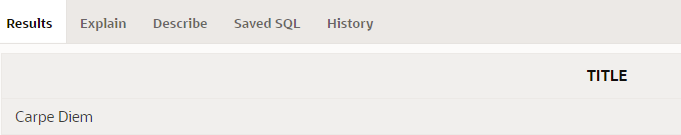 Results Explain Describe Saved SQL History
TITLE
Carpe Diem